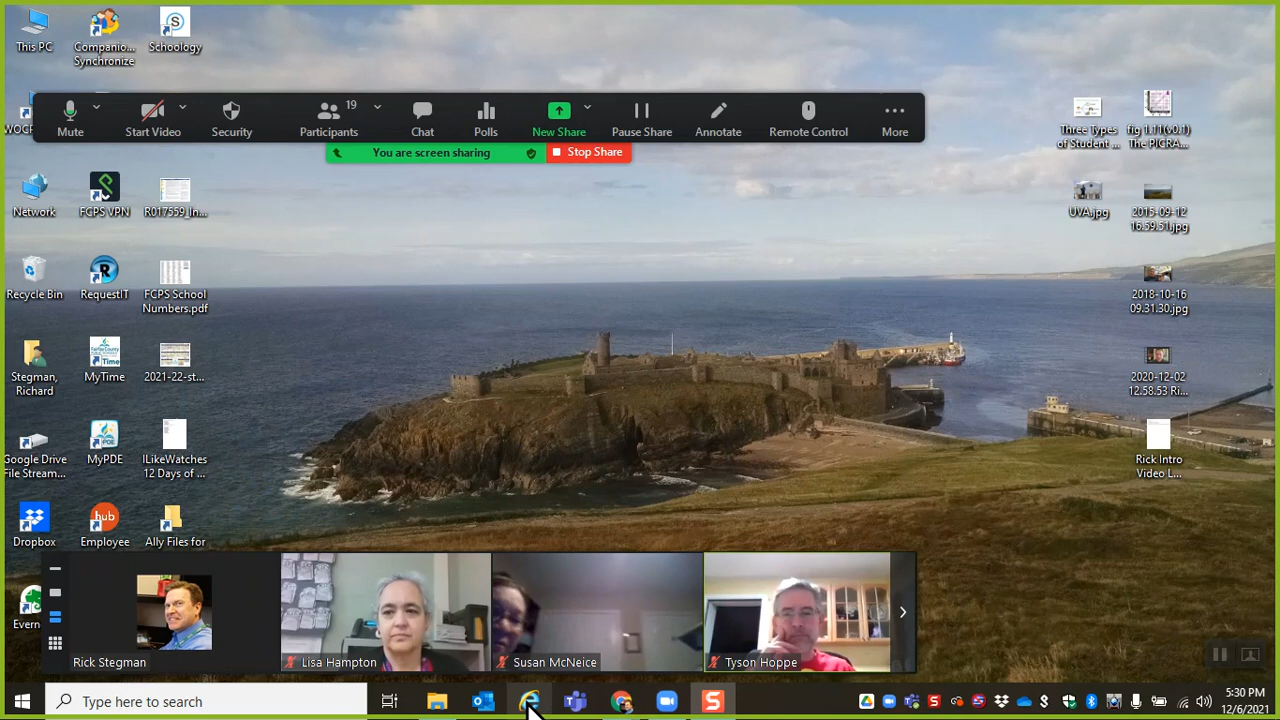 This PC
Companio...
Synchronize
Schoology
S
19
Mute
Start Video
Security
Participants
Chat
Polls
New Share
Pause Share
Annotate
Remote Control
More
You are screen sharing
Stop Share
Three Types
of Student ...
fig 1.11(v0.1)
The PICRA...
Network
FCPS VPN
R017559_In...
UVA.jpg
2015-09-12
16.59.51.jpg
Recycle Bin
R
RequestIT
FCPS School
Numbers.pdf
2018-10-16
09.31.30.jpg
Stegman,
Richard
Time
MyTime
2021-22-st...
2020-12-02
12.58.53 Ri...
Google Drive
File Stream...
PDE
MyPDE
ILikeWatches
12 Days of ...
Rick Intro
Video L...
Dropbox
hub
Employee
Ally Files for
Evern
Rick Stegman
Lisa Hampton
Susan McNeice
Tyson Hoppe
Type here to search
S
5:30 PM
12/6/2021